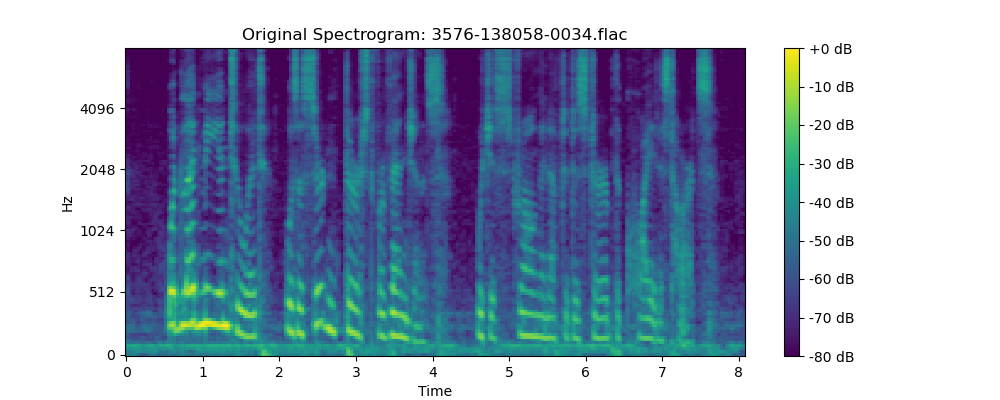 Original Spectrogram: 3576-138058-0034.flac
Hz
4096
2048
1024
512
0
0 1 2 3 4 5 6 7 8
Time
+0 dB
-10 dB
-20 dB
-30 dB
-40 dB
-50 dB
-60 dB
-70 dB
-80 dB